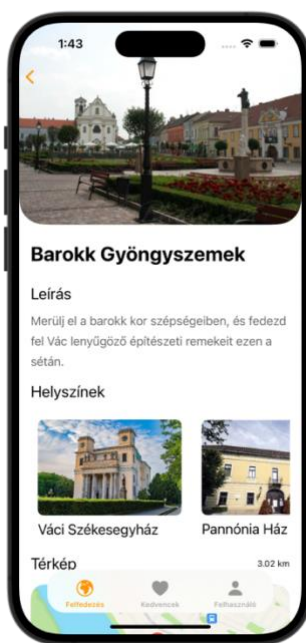 1:43
Barokk Gyöngyszemek
Leírás
Merülj el a barokk kor szépségeiben, és fedezd
fel Vác lenyűgöző építészeti remekeit ezen a
sétán.
Helyszínek
Váci Székesegyház
Pannónia Ház
Térkép
3.02 km
Felfedezés
Kedvencek
Felhasználó